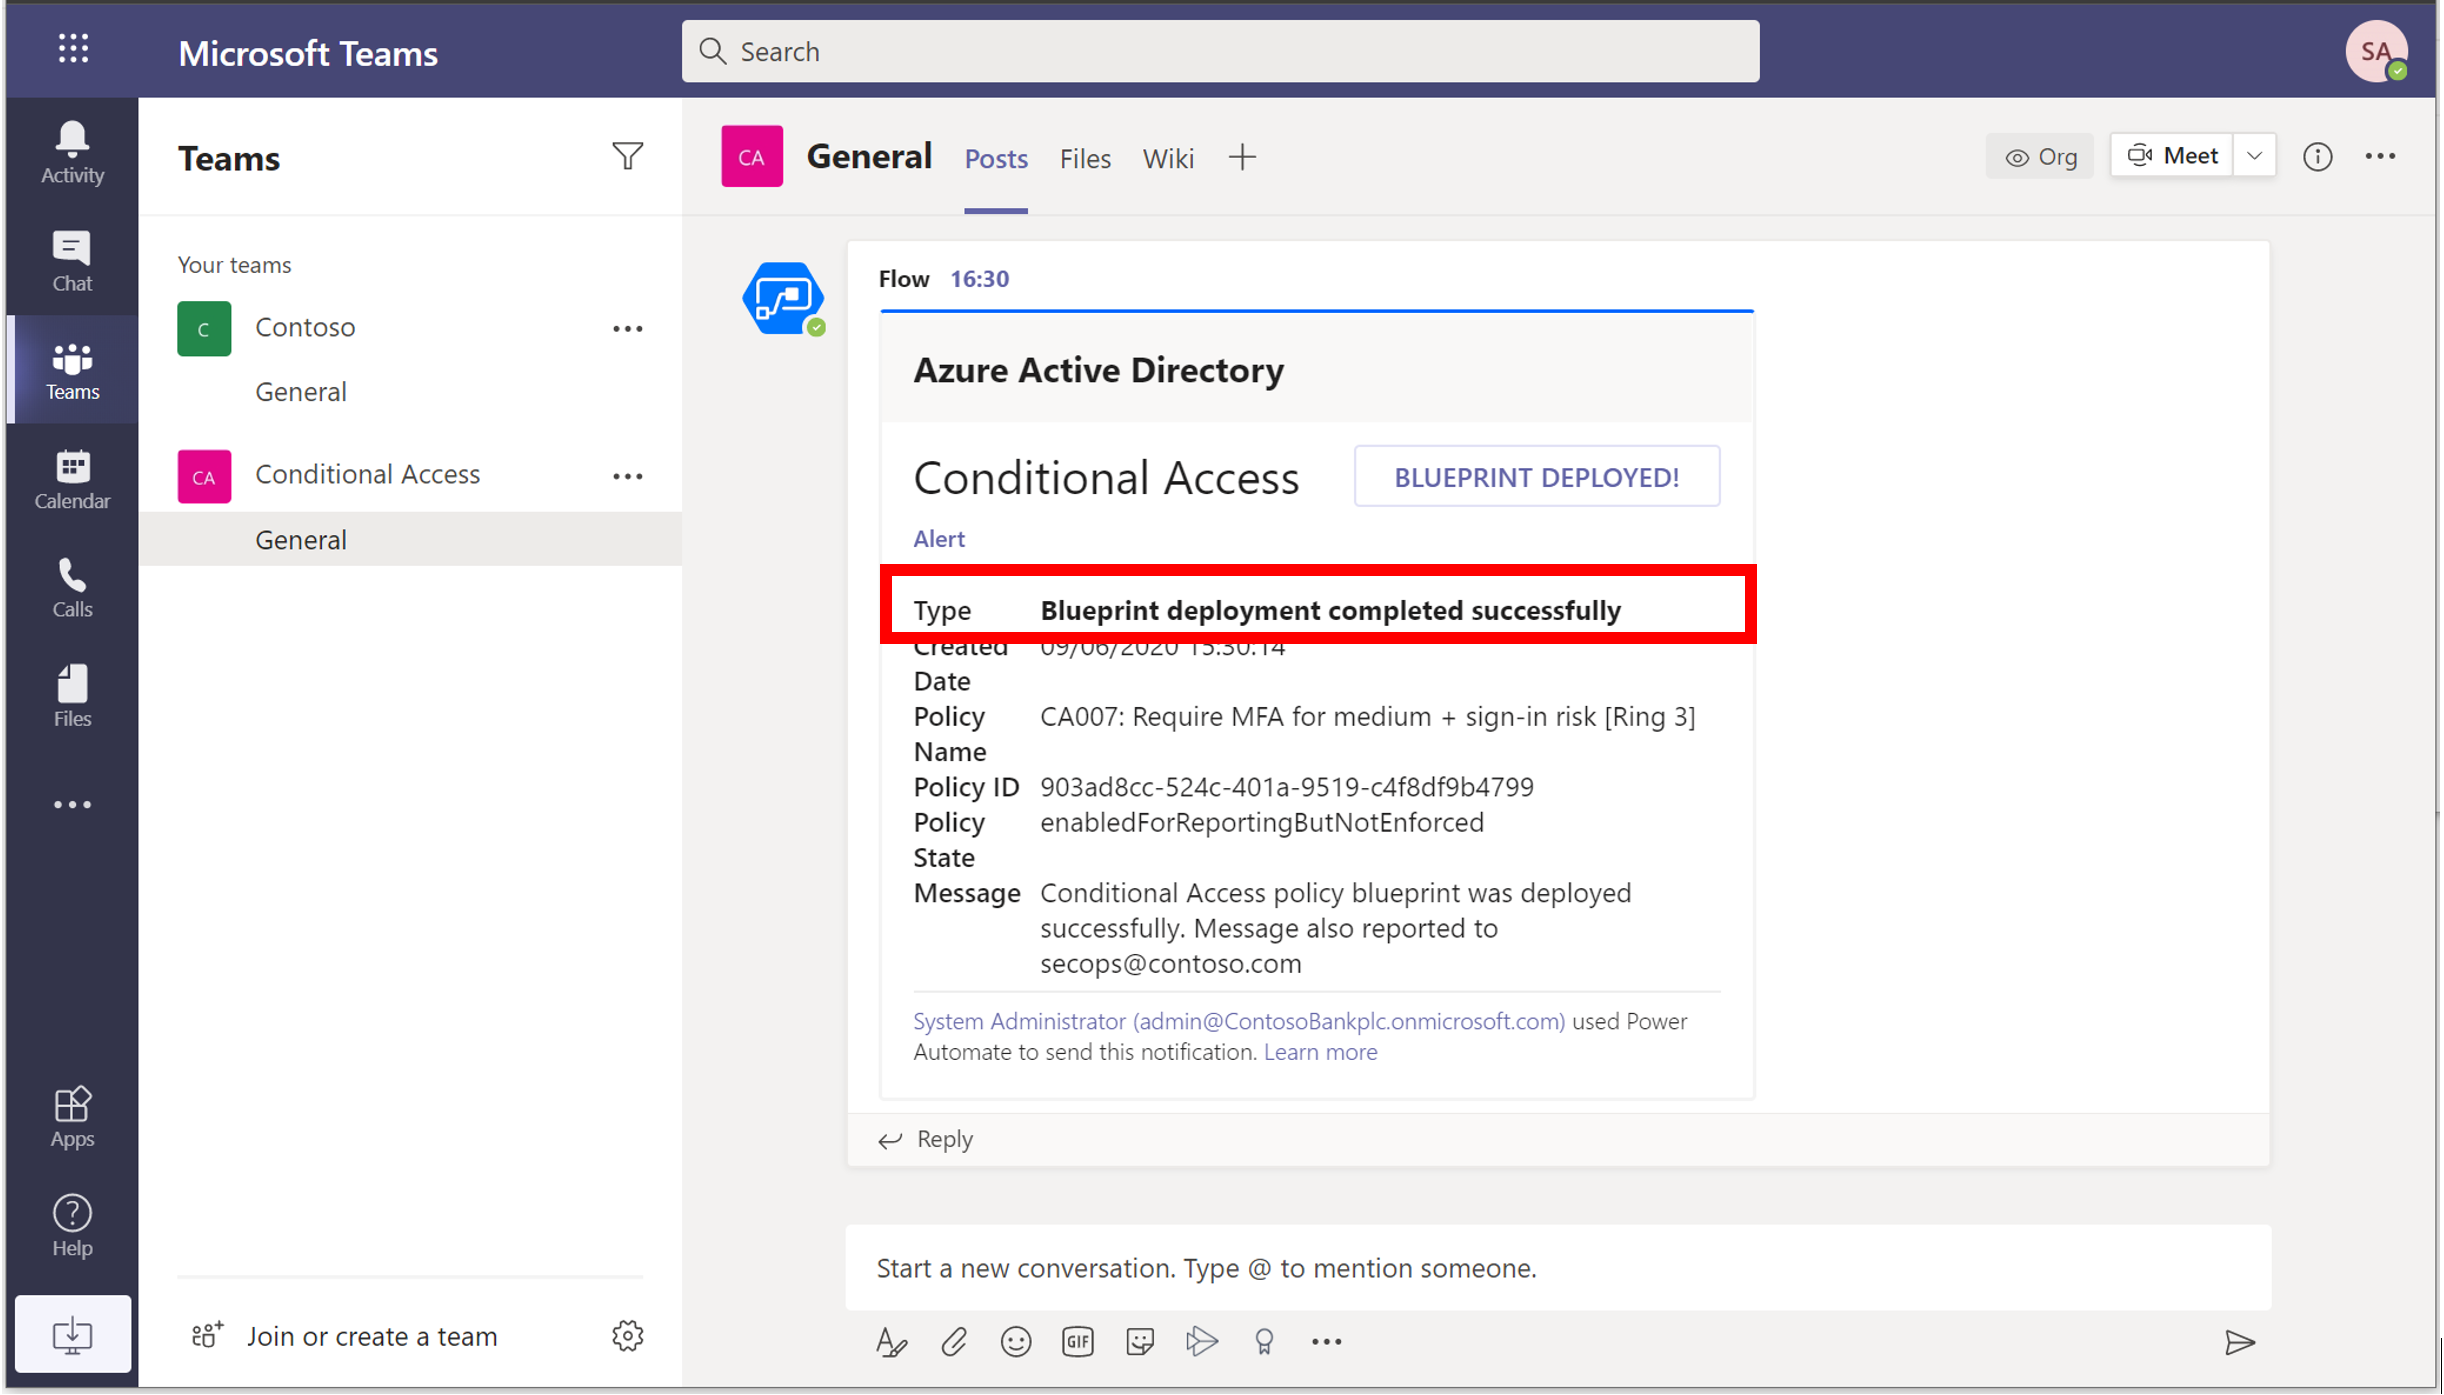 Microsoft Teams
Search
SA
Activity
Chat
Teams
Calendar
Calls
Files
Apps
Help
Teams
Your teams
C
Contoso
General
CA
Conditional Access
General
Join or create a team
CA
General
Posts
Files
Wiki
Org
Meet
Flow 16:30
Azure Active Directory
Conditional Access
BLUEPRINT DEPLOYED!
Alert
Type Blueprint deployment completed successfully
Created 09/06/2020 15:30:14
Date
Policy CA007: Require MFA for medium + sign-in risk [Ring 3]
Name
Policy ID 903ad8cc-524c-401a-9519-c4f8df9b4799
Policy enabledForReportingButNotEnforced
State
Message Conditional Access policy blueprint was deployed
successfully. Message also reported to
secops@contoso.com
System Administrator (admin@ContosoBankplc.onmicrosoft.com) used Power
Automate to send this notification. Learn more
Reply
Start a new conversation. Type @ to mention someone.
GIF